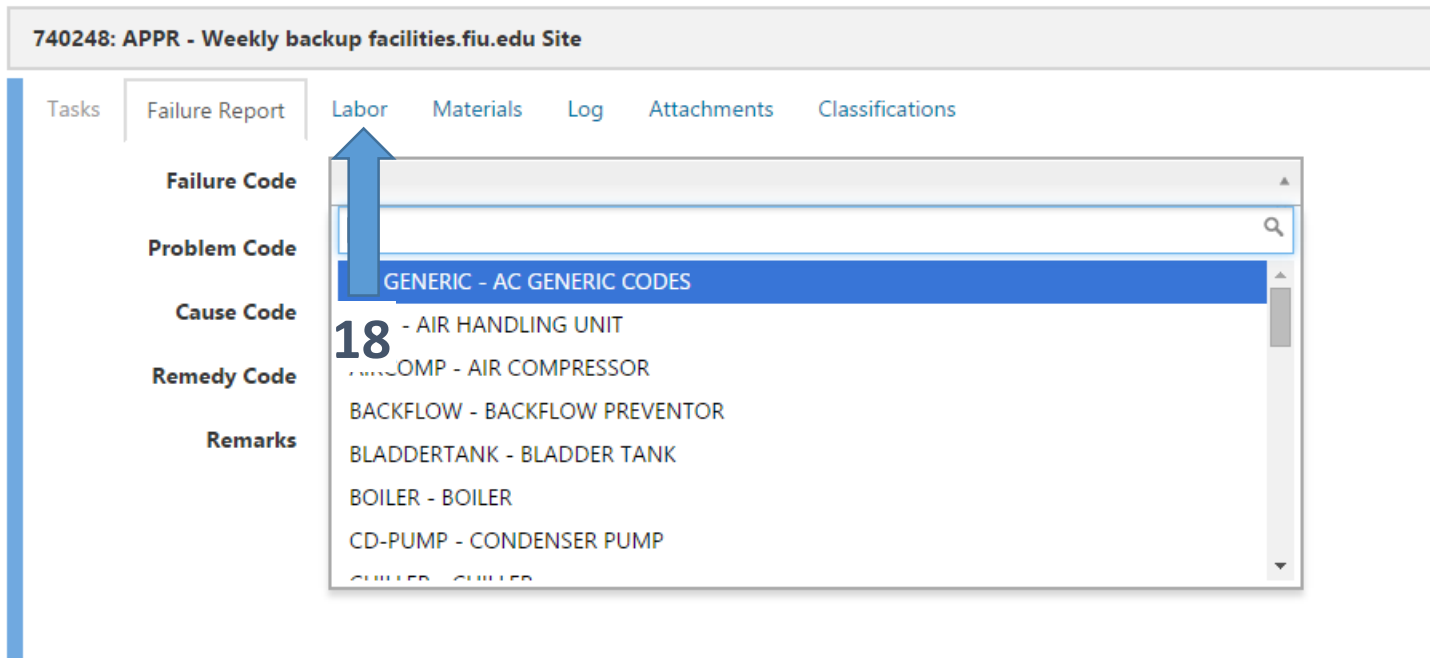 740248: APPR - Weekly backup facilities.fiu.edu Site
Tasks Failure Report Labor Materials Log Attachments Classifications
Failure Code
Problem Code
Cause Code
Remedy Code
Remarks
GENERIC - AC GENERIC CODES
- AIR HANDLING UNIT
- AIR COMPRESSOR
BACKFLOW - BACKFLOW PREVENTOR
BLADDERTANK - BLADDER TANK
BOILER - BOILER
CD-PUMP - CONDENSER PUMP
18